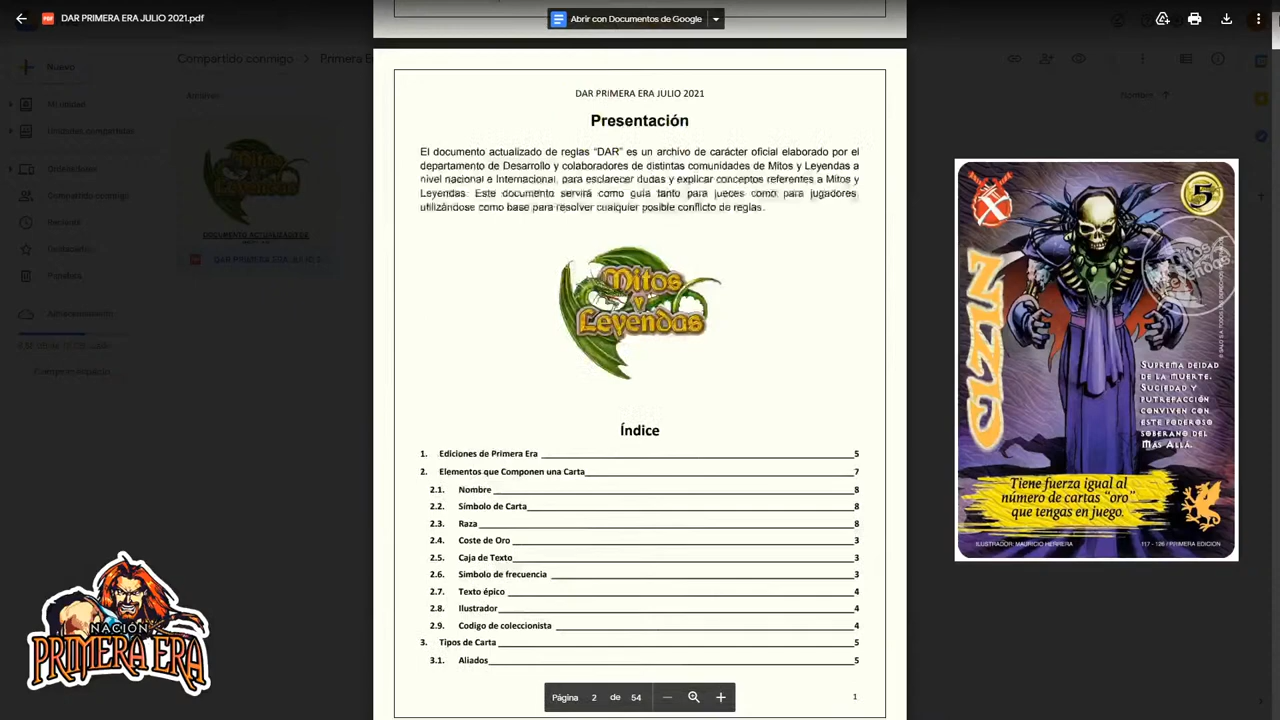 DAR PRIMERA ERA JULIO 2021.pdf
Abrir con Documentos de Google
Nuevo
Compartido conmigo
DAR PRIMERA ERA JULIO 2021
Presentación
El documento actualizado de reglas “DAR” es un archivo de carácter oficial elaborado por el
departamento de Desarrollo y colaboradores de distintas comunidades de Mitos y Leyendas a
nivel nacional e Internacional, para esclarecer dudas y explicar conceptos referentes a Mitos y
Leyendas. Este documento servirá como guía tanto para jueces como para jugadores
utilizándose como base para resolver cualquier posible conflicto de reglas.
Mitos
y
Leyendas
Índice
1. Ediciones de Primera Era 5
2. Elementos que Componen una Carta 7
2.1. Nombre 8
2.2. Símbolo de Carta 8
2.3. Raza 8
2.4. Coste de Oro 3
2.5. Caja de Texto 3
2.6. Simbolo de frecuencia 3
2.7. Texto épico 4
2.8. Ilustrador 4
2.9. Codigo de coleccionista 4
3. Tipos de Carta 5
3.1. Aliados 5
1
Página 2 de 54
Compartido conmigo
DOCUMENTO ACTUALIZADO DE
NACIÓN
PRIMERA ERA
5
Suprema deidad
de la muerte.
Suciedad y
putrefacción
conviven con
este poderoso
soberano del
Más Allá.
Tiene fuerza igual al
número de cartas “oro”
que tengas en juego.
ILUSTRADOR: MAURICIO HERRERA
117 - 126 / PRIMERA EDICION